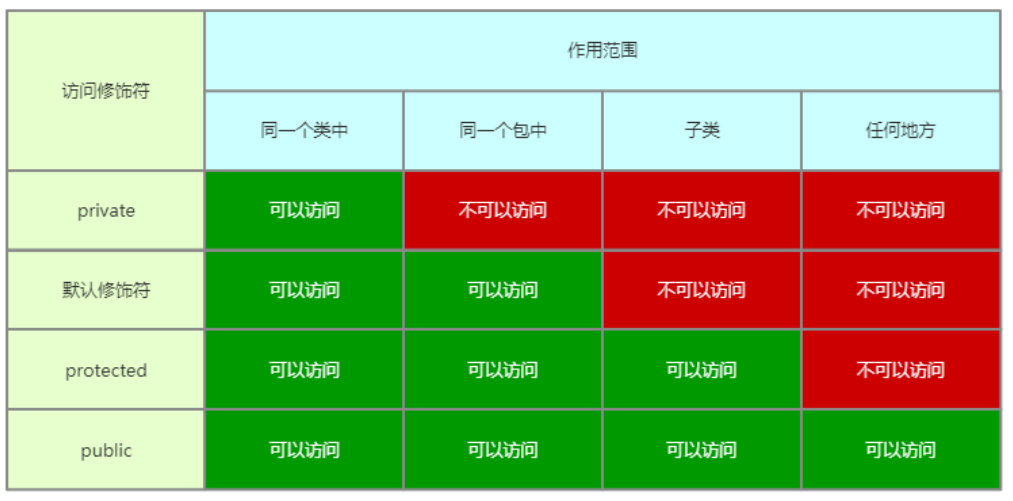 访问修饰符
作用范围
同一个类中 同一个包中 子类 任何地方
private 可以访问 不可以访问 不可以访问 不可以访问
默认修饰符 可以访问 可以访问 不可以访问 不可以访问
protected 可以访问 可以访问 可以访问 不可以访问
public 可以访问 可以访问 可以访问 可以访问